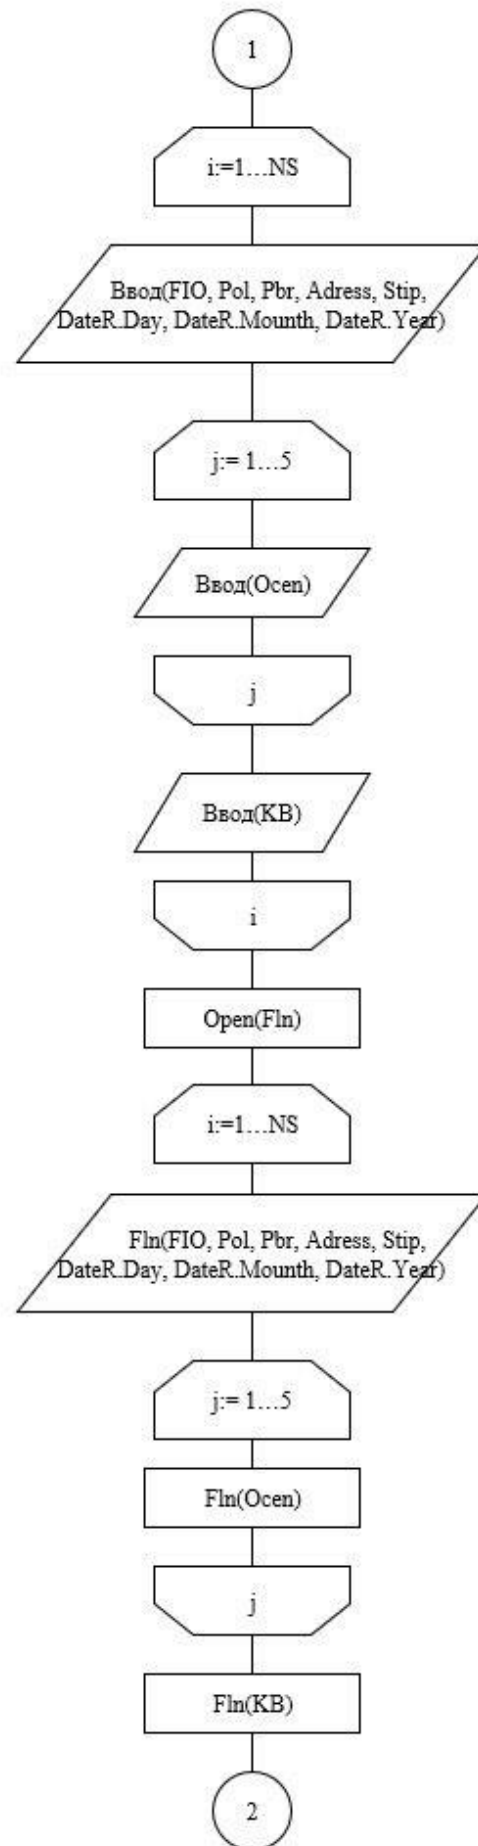 1
i:=1...NS
Ввод(FIO, Pol, Pbr, Adress, Stip,
DateR.Day, DateR.Mounth, DateR.Year)
j:= 1...5
Ввод(Ocen)
j
Ввод(KB)
i
Open(Fln)
i:=1...NS
Fln(FIO, Pol, Pbr, Adress, Stip,
DateR.Day, DateR.Mounth, DateR.Year)
j:= 1...5
Fln(Ocen)
j
Fln(KB)
2